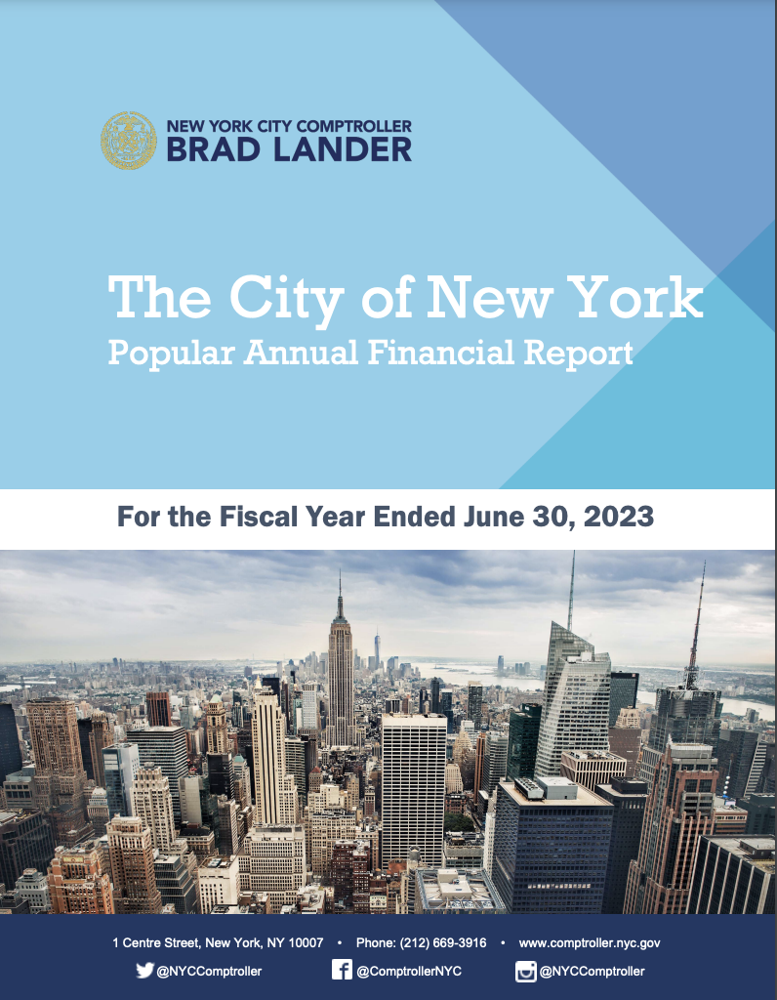 NEW YORK CITY COMPTROLLER
BRAD LANDER
The City of New York
Popular Annual Financial Report
For the Fiscal Year Ended June 30, 2023
1 Centre Street, New York, NY 10007 • Phone: (212) 669-3916 • www.comptroller.nyc.gov
@NYCComptroller @ComptrollerNYC @NYCComptroller